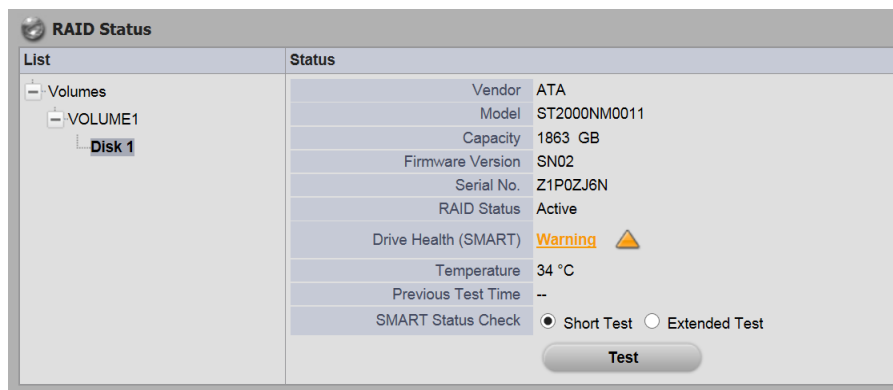 RAID Status
List
Status
Volumes
VOLUME1
Disk 1
Vendor ATA
Model ST2000NM0011
Capacity 1863 GB
Firmware Version SN02
Serial No. Z1P0ZJ6N
RAID Status Active
Drive Health (SMART) Warning
Temperature 34 °C
Previous Test Time --
SMART Status Check Short Test Extended Test
Test